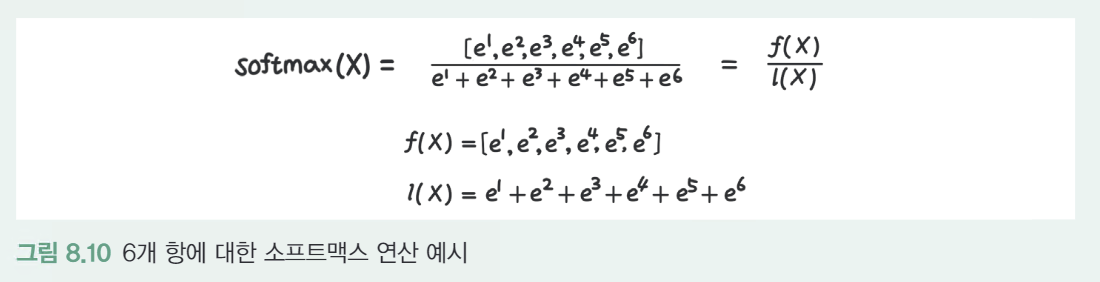 softmax(X) = [e¹, e², e³, e⁴, e⁵, e⁶] / e¹ + e² + e³ + e⁴ + e⁵ + e⁶ = f(X) / l(X)
f(X) = [e¹, e², e³, e⁴, e⁵, e⁶]
l(X) = e¹ + e² + e³ + e⁴ + e⁵ + e⁶
그림 8.10 6개 항에 대한 소프트맥스 연산 예시